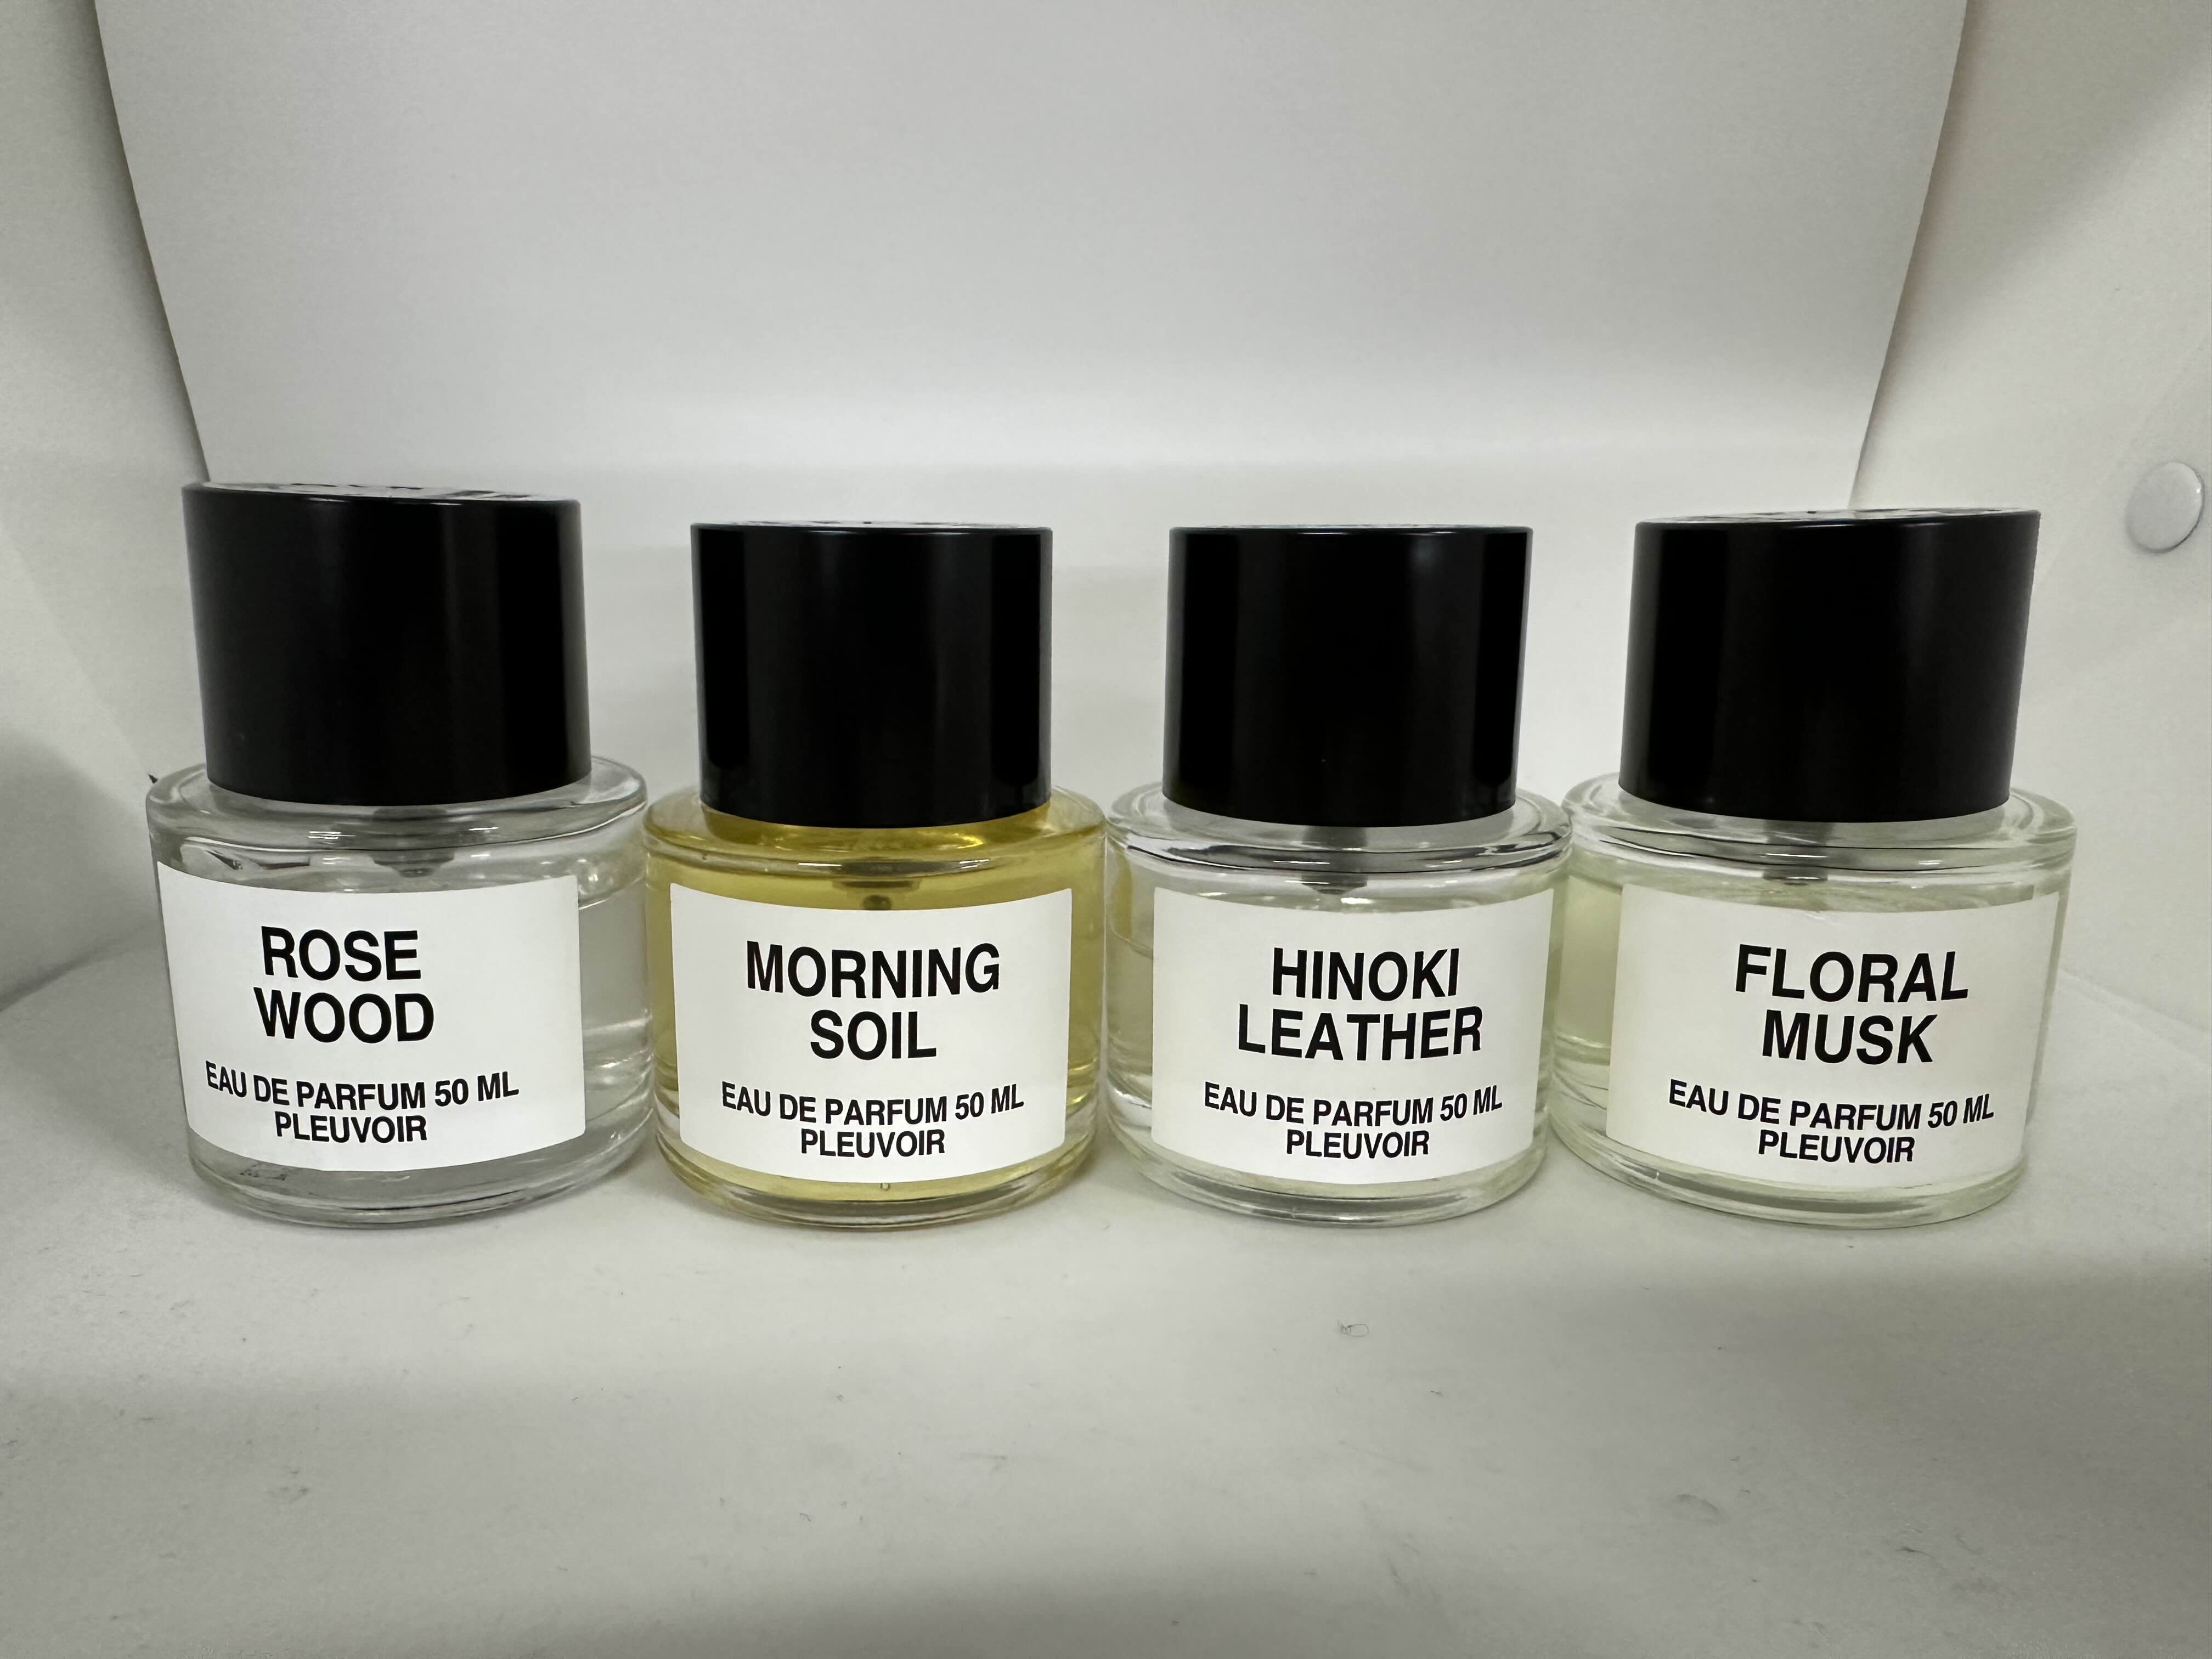 ROSE
WOOD
EAU DE PARFUM 50 ML
PLEUVOIR
MORNING
SOIL
EAU DE PARFUM 50 ML
PLEUVOIR
HINOKI
LEATHER
EAU DE PARFUM 50 ML
PLEUVOIR
FLORAL
MUSK
EAU DE PARFUM 50 ML
PLEUVOIR